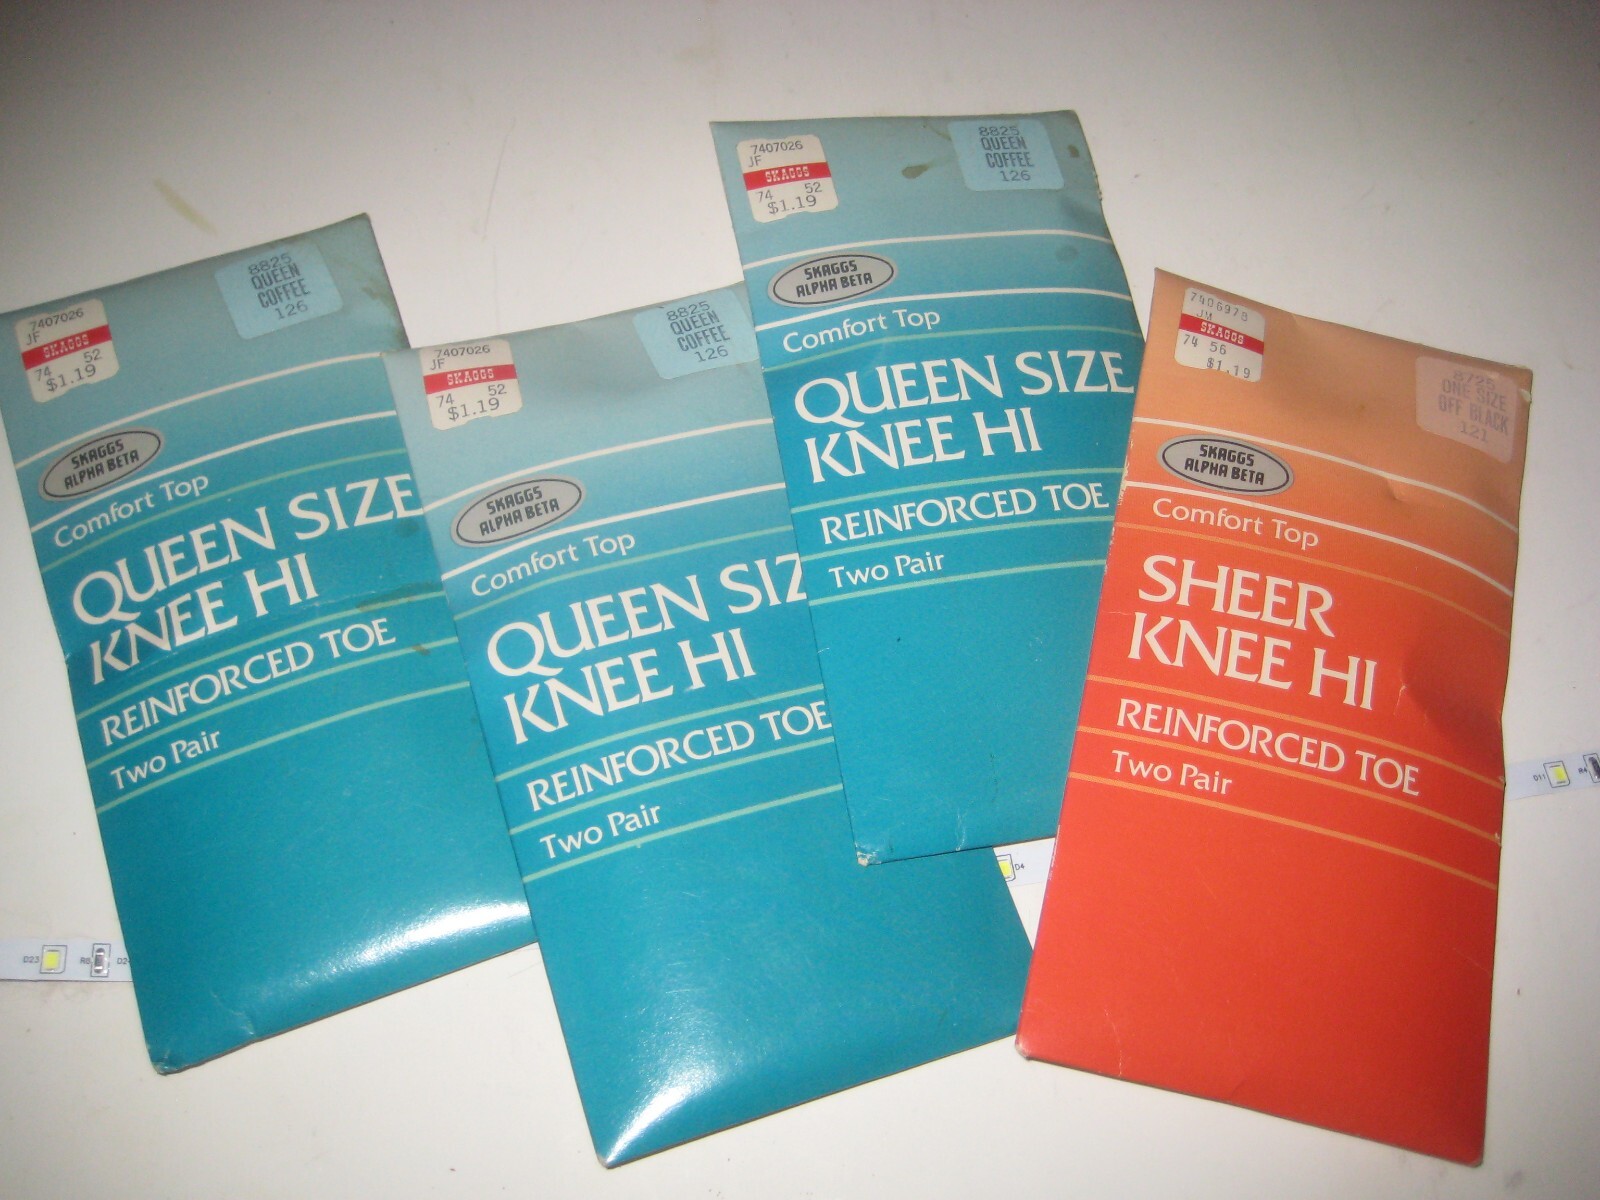 7407026
JF
SKAGGS
74 52
$1.19
8825
QUEEN
COFFEE
126
SKAGGS
ALPHA BETA
Comfort Top
QUEEN SIZE
KNEE HI
REINFORCED TOE
Two Pair
7407026
JF
SKAGGS
74 52
$1.19
8825
QUEEN
COFFEE
126
SKAGGS
ALPHA BETA
Comfort Top
QUEEN SIZ
KNEE HI
REINFORCED TOE
Two Pair
7407026
JF
SKAGGS
74 52
$1.19
8825
QUEEN
COFFEE
126
SKAGGS
ALPHA BETA
Comfort Top
QUEEN SIZE
KNEE HI
REINFORCED TOE
Two Pair
7406973
JM
SKAGGS
74 56
$1.19
8725
ONE SIZE
OFF BLACK
121
SKAGGS
ALPHA BETA
Comfort Top
SHEER
KNEE HI
REINFORCED TOE
Two Pair
D23
D4
D11